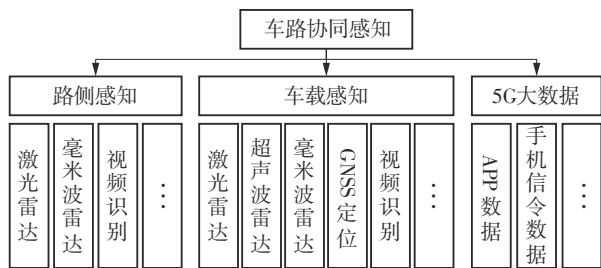 车路协同感知
路侧感知
车载感知
5G大数据
激光雷达
毫米波雷达
视频识别
…
激光雷达
超声波雷达
毫米波雷达
GNSS定位
视频识别
…
APP数据
手机信令数据
…